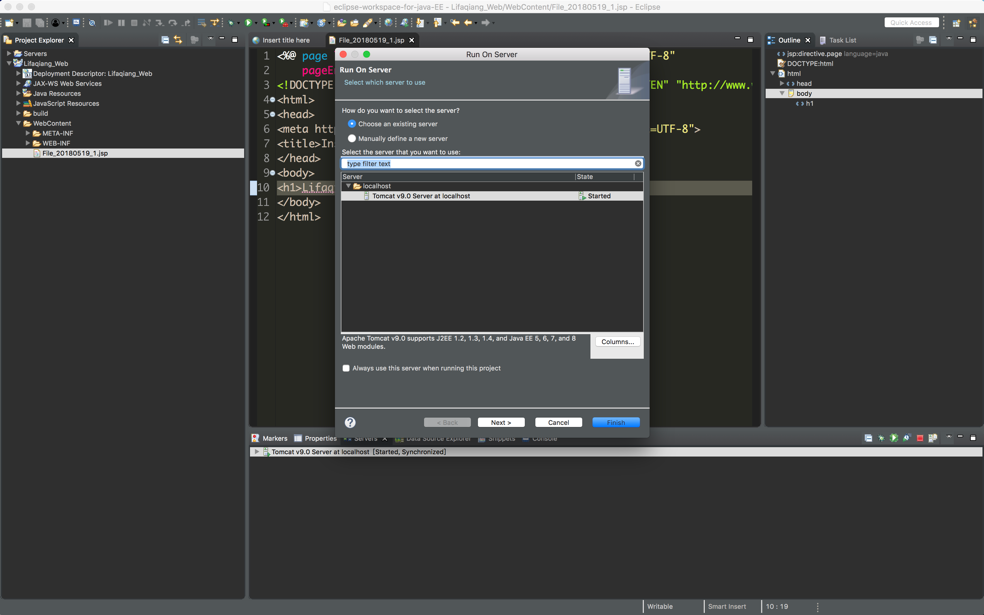 eclipse-workspace-for-java-EE - Lifaqiang_Web/WebContent/File_20180519_1.jsp - Eclipse
Quick Access
Project Explorer
Servers
Lifaqiang_Web
Deployment Descriptor: Lifaqiang_Web
JAX-WS Web Services
Java Resources
JavaScript Resources
build
WebContent
META-INF
WEB-INF
File_20180519_1.jsp
Insert title here
File_20180519_1.jsp
1 <%@ page
F-8"
2 pageE
3 <!DOCTYPE
EN" "http://www.
4 <html>
5 <head>
6 <meta htt
=UTF-8">
7 <title>In
8 </head>
9 <body>
10 <h1>Lifaq
11 </body>
12 </html>
Run On Server
Run On Server
Select which server to use
How do you want to select the server?
Choose an existing server
Manually define a new server
Select the server that you want to use:
type filter text
Server State
localhost
Tomcat v9.0 Server at localhost Started
Apache Tomcat v9.0 supports J2EE 1.2, 1.3, 1.4, and Java EE 5, 6, 7, and 8
Web modules.
Columns...
Always use this server when running this project
?
< Back
Next >
Cancel
Finish
Outline
Task List
jsp:directive.page language=java
DOCTYPE:html
html
head
body
h1
Markers
Properties
Servers
Data Source Explorer
Snippets
Console
Tomcat v9.0 Server at localhost [Started, Synchronized]
Writable
Smart Insert
10 : 19